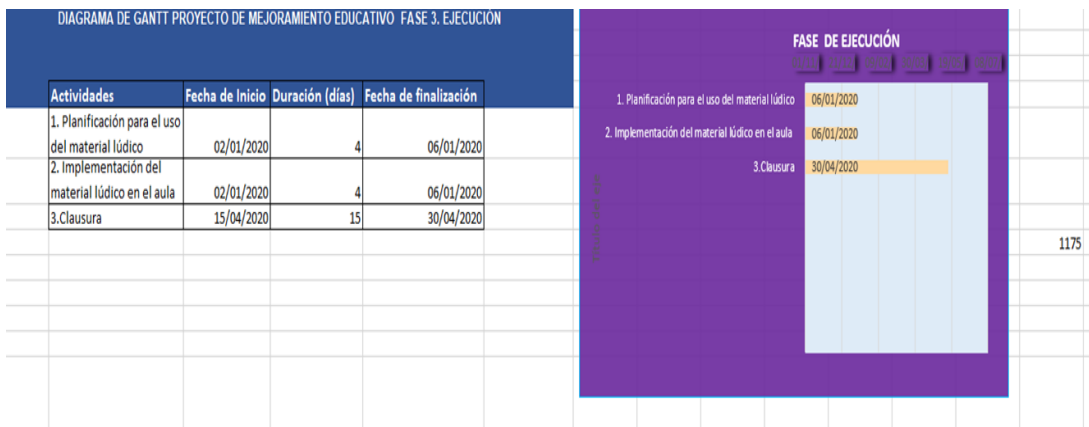 DIAGRAMA DE GANTT PROYECTO DE MEJORAMIENTO EDUCATIVO FASE 3. EJECUCIÓN
Actividades Fecha de Inicio Duración (días) Fecha de finalización
1. Planificación para el uso
del material lúdico 02/01/2020 4 06/01/2020
2. Implementación del
material lúdico en el aula 02/01/2020 4 06/01/2020
3.Clausura 15/04/2020 15 30/04/2020
FASE DE EJECUCIÓN
1. Planificación para el uso del material lúdico 06/01/2020
2. Implementación del material lúdico en el aula 06/01/2020
3.Clausura 30/04/2020
1175